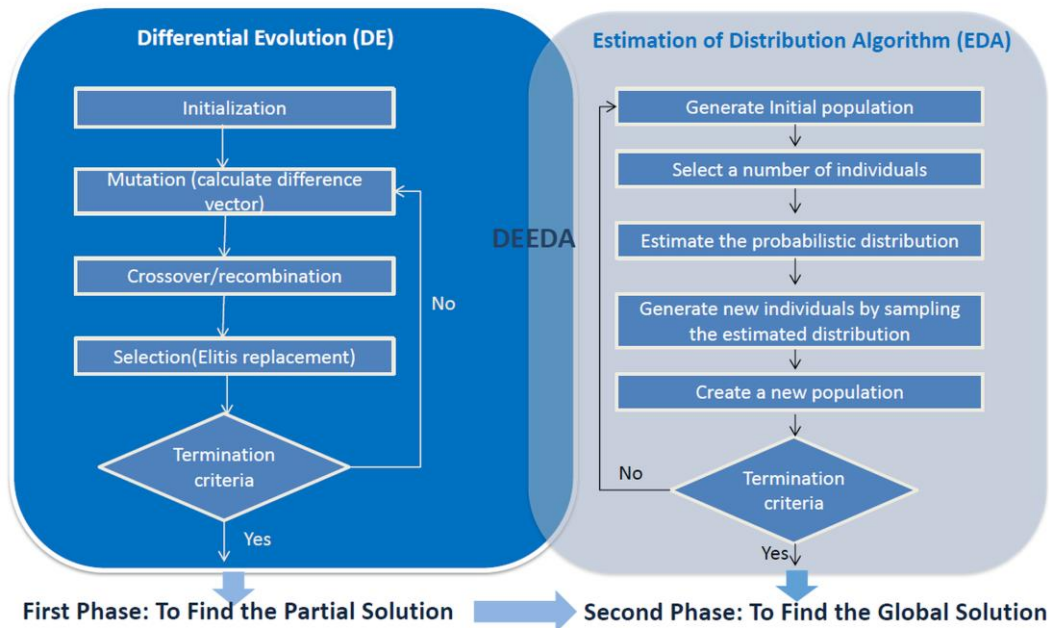 Differential Evolution (DE)
Initialization
Mutation (calculate difference
vector)
Crossover/recombination
Selection(Elitis replacement)
Termination
criteria
No
Yes
DEEDA
Estimation of Distribution Algorithm (EDA)
Generate Initial population
Select a number of individuals
Estimate the probabilistic distribution
Generate new individuals by sampling
the estimated distribution
Create a new population
Termination
criteria
No
Yes
First Phase: To Find the Partial Solution
Second Phase: To Find the Global Solution